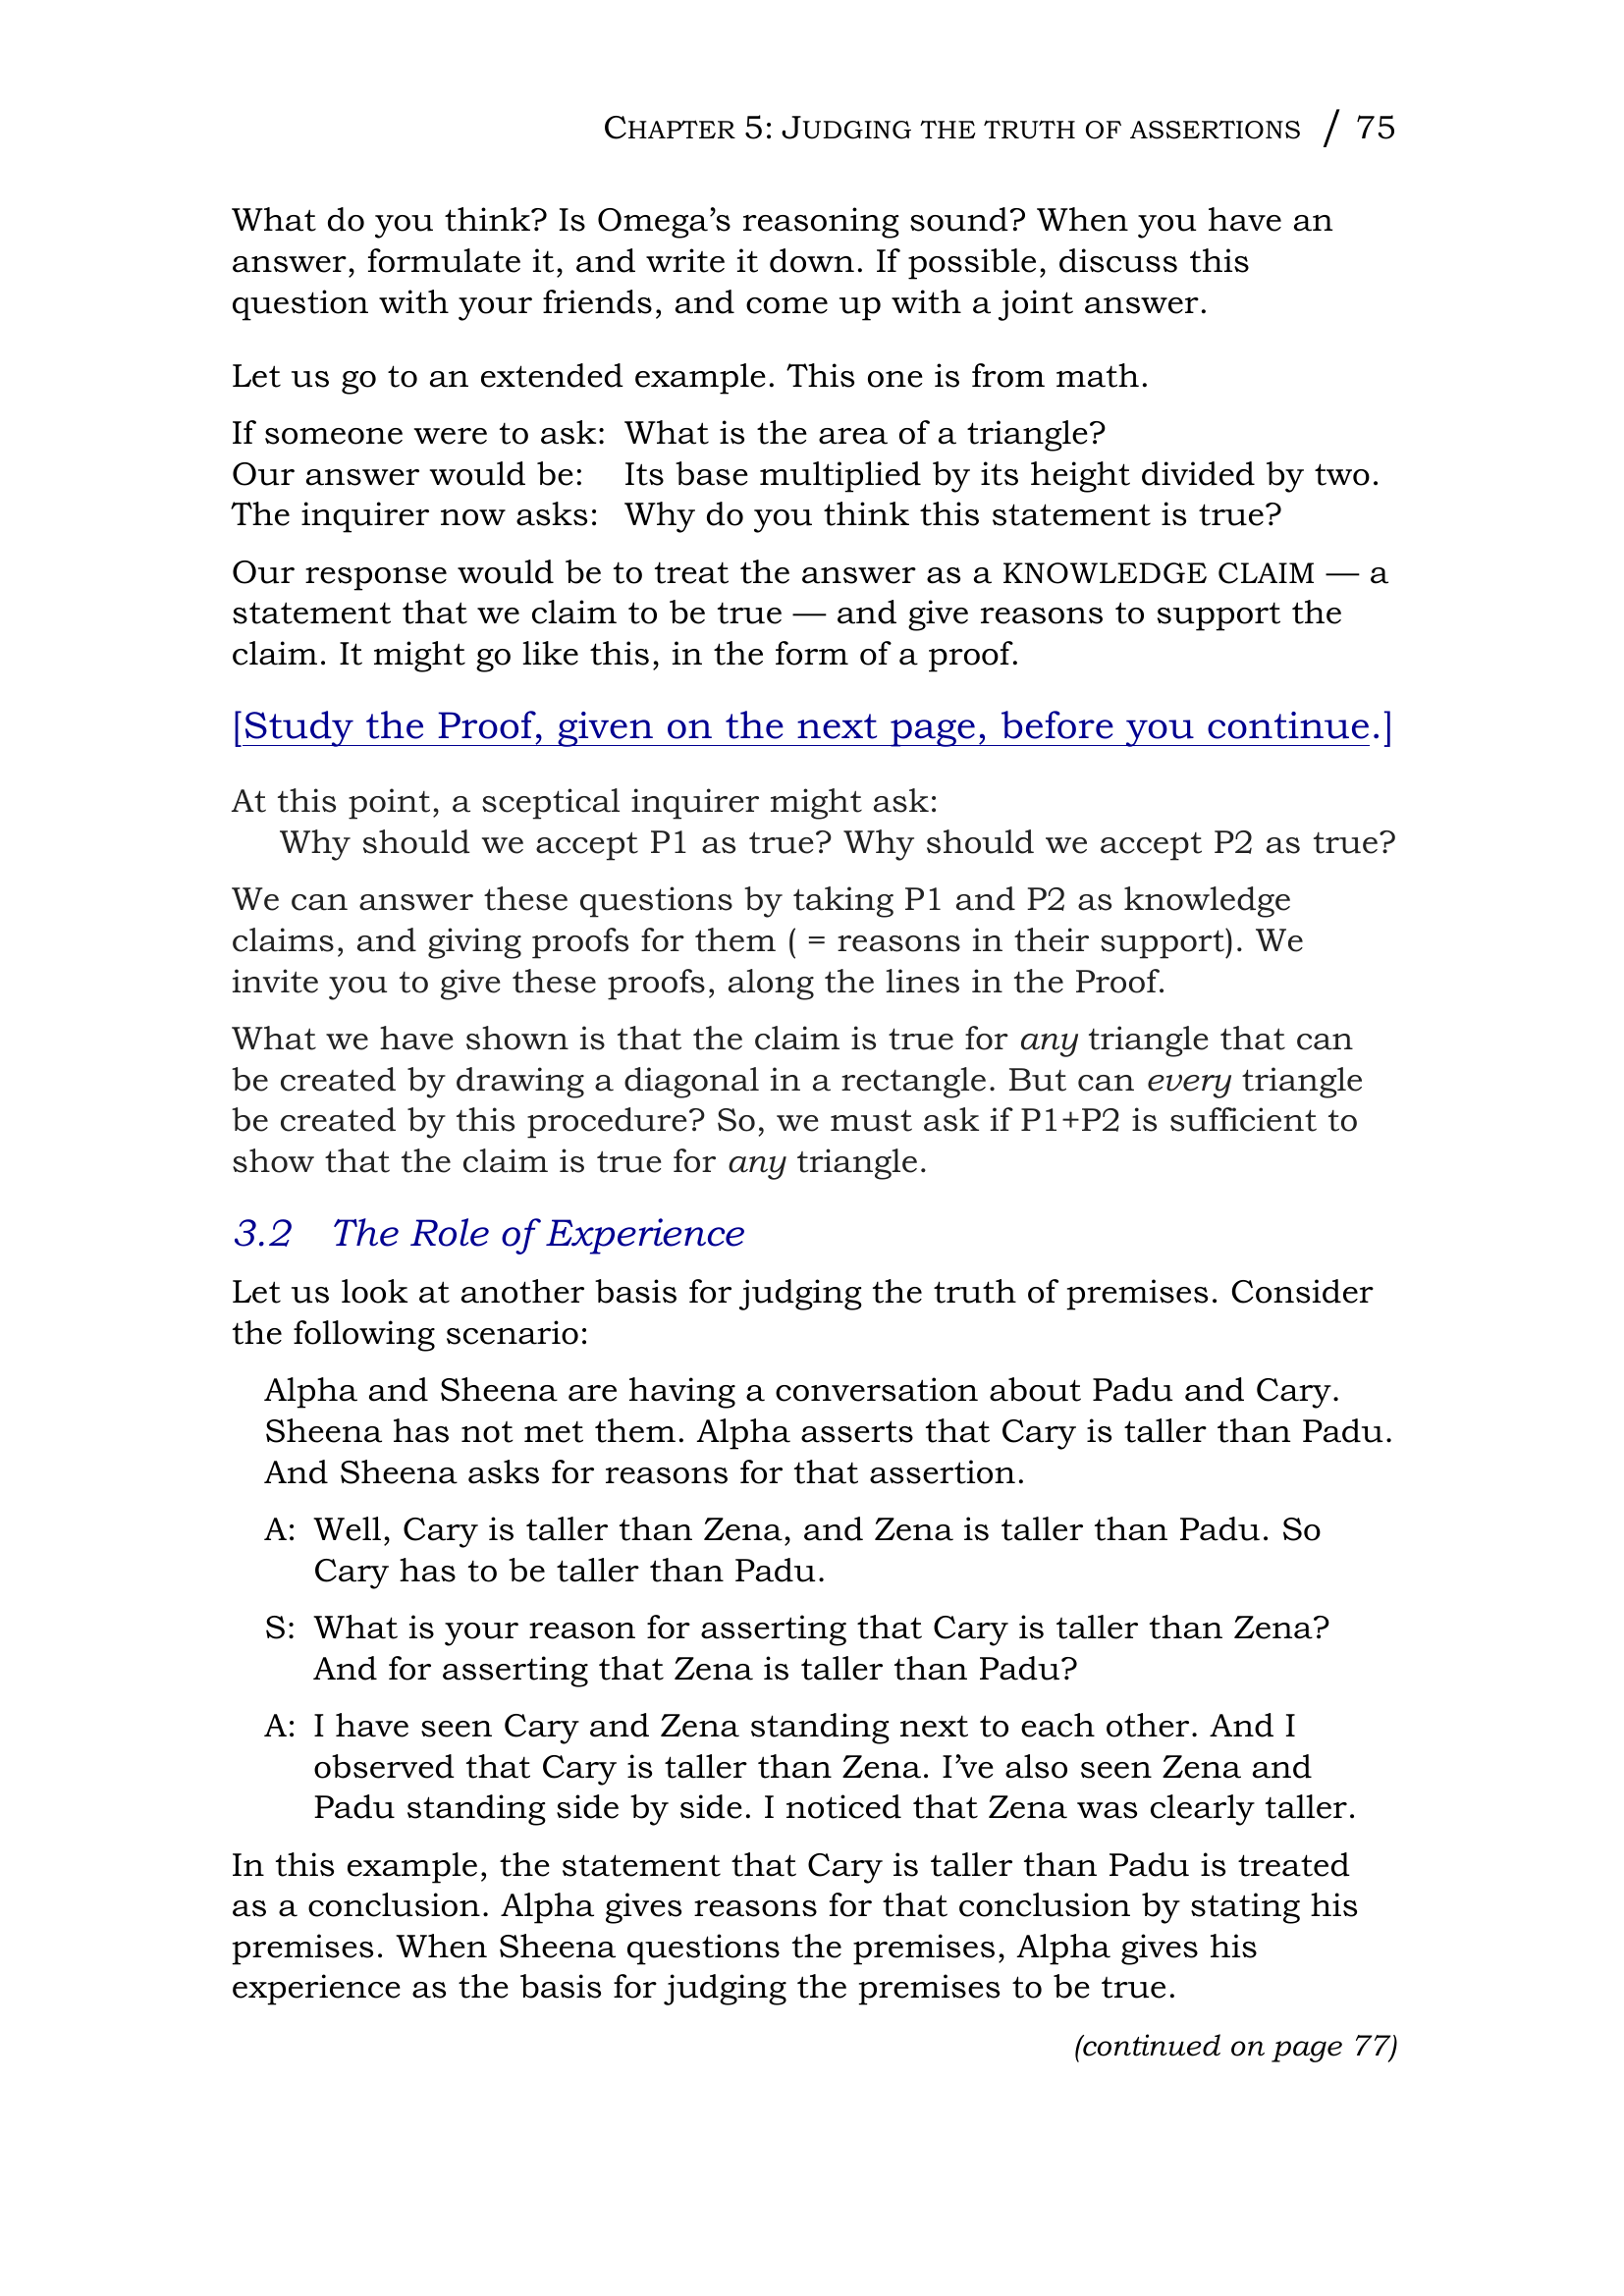 CHAPTER 5: JUDGING THE TRUTH OF ASSERTIONS / 75
What do you think? Is Omega’s reasoning sound? When you have an
answer, formulate it, and write it down. If possible, discuss this
question with your friends, and come up with a joint answer.
Let us go to an extended example. This one is from math.
If someone were to ask: What is the area of a triangle?
Our answer would be: Its base multiplied by its height divided by two.
The inquirer now asks: Why do you think this statement is true?
Our response would be to treat the answer as a KNOWLEDGE CLAIM — a
statement that we claim to be true — and give reasons to support the
claim. It might go like this, in the form of a proof.
[Study the Proof, given on the next page, before you continue.]
At this point, a sceptical inquirer might ask:
Why should we accept P1 as true? Why should we accept P2 as true?
We can answer these questions by taking P1 and P2 as knowledge
claims, and giving proofs for them ( = reasons in their support). We
invite you to give these proofs, along the lines in the Proof.
What we have shown is that the claim is true for any triangle that can
be created by drawing a diagonal in a rectangle. But can every triangle
be created by this procedure? So, we must ask if P1+P2 is sufficient to
show that the claim is true for any triangle.
3.2 The Role of Experience
Let us look at another basis for judging the truth of premises. Consider
the following scenario:
Alpha and Sheena are having a conversation about Padu and Cary.
Sheena has not met them. Alpha asserts that Cary is taller than Padu.
And Sheena asks for reasons for that assertion.
A: Well, Cary is taller than Zena, and Zena is taller than Padu. So
Cary has to be taller than Padu.
S: What is your reason for asserting that Cary is taller than Zena?
And for asserting that Zena is taller than Padu?
A: I have seen Cary and Zena standing next to each other. And I
observed that Cary is taller than Zena. I’ve also seen Zena and
Padu standing side by side. I noticed that Zena was clearly taller.
In this example, the statement that Cary is taller than Padu is treated
as a conclusion. Alpha gives reasons for that conclusion by stating his
premises. When Sheena questions the premises, Alpha gives his
experience as the basis for judging the premises to be true.
(continued on page 77)